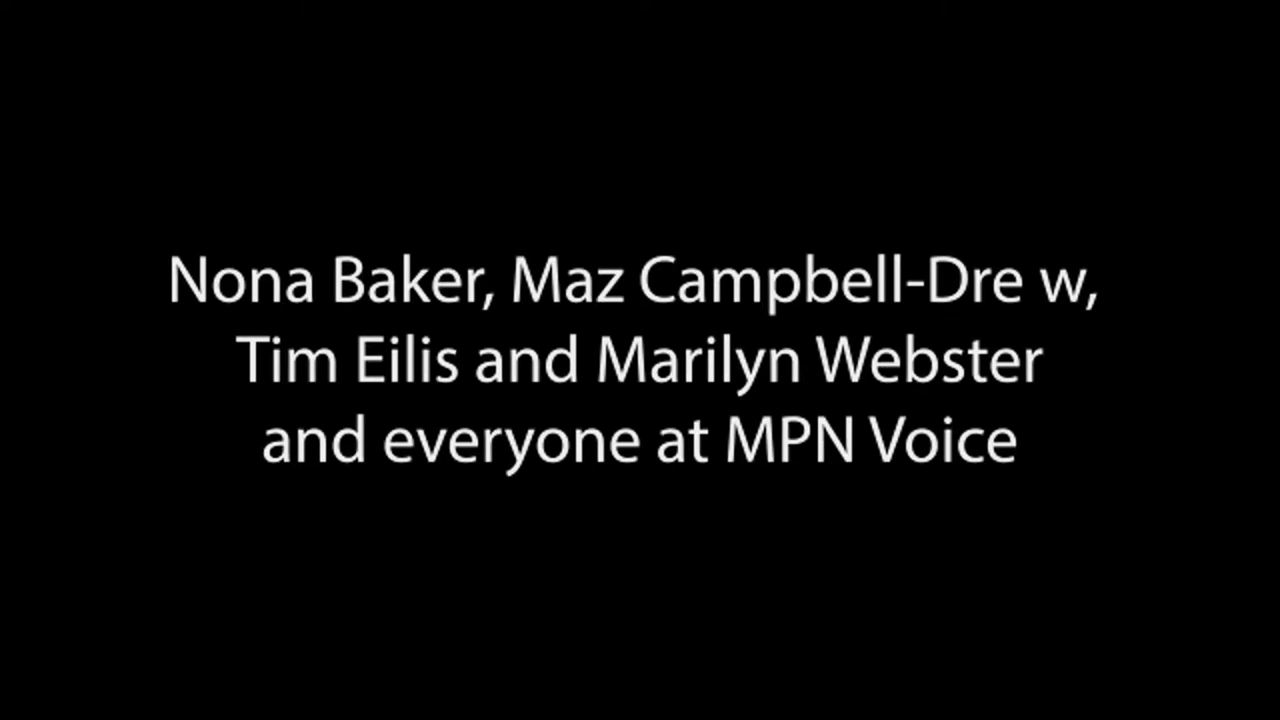 Nona Baker, Maz Campbell-Dre w,
Tim Eilis and Marilyn Webster
and everyone at MPN Voice